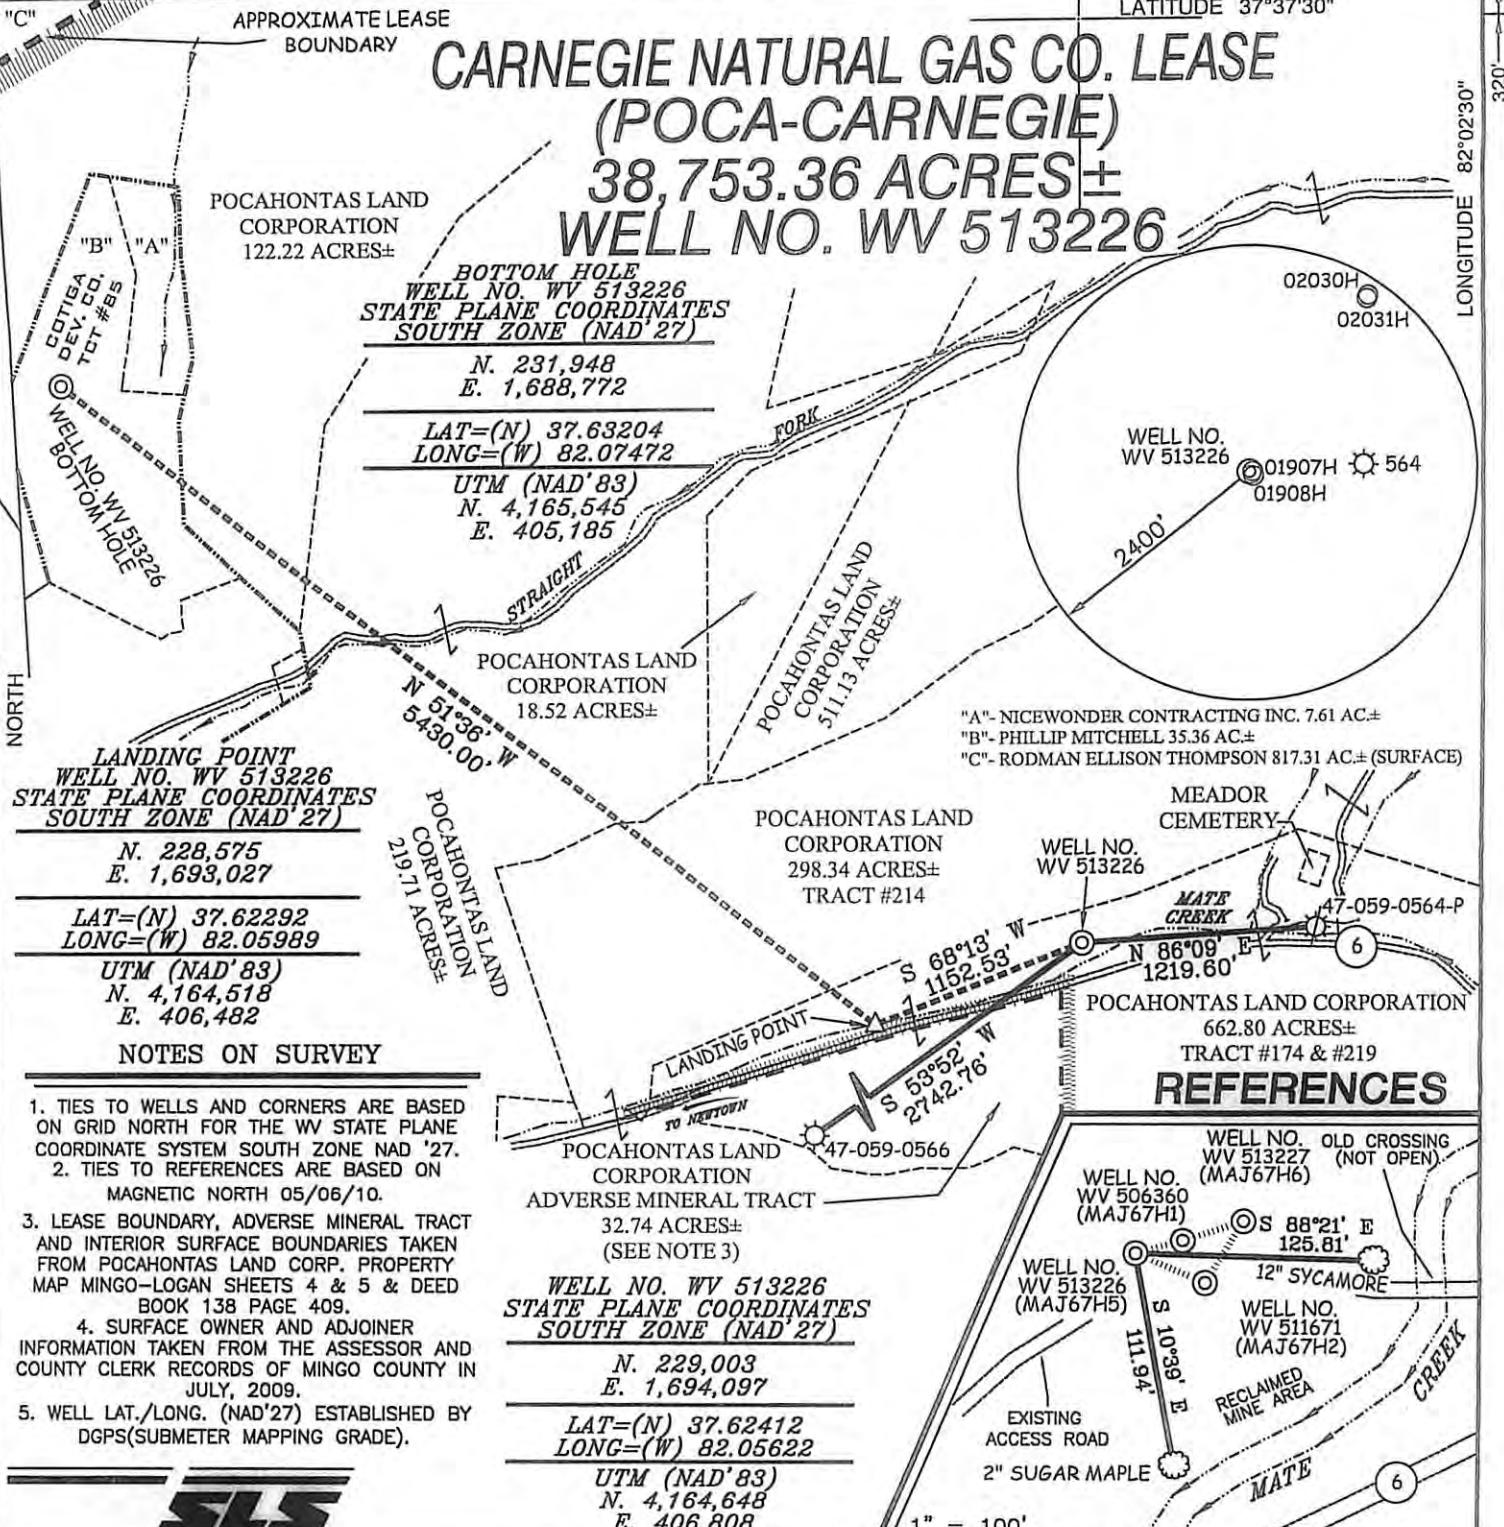 "C"
APPROXIMATE LEASE
BOUNDARY
LATITUDE 37°37'30"
320'
LONGITUDE 82°02'30"
CARNEGIE NATURAL GAS CO. LEASE
(POCA-CARNEGIE)
38,753.36 ACRES±
WELL NO. WV 513226
POCAHONTAS LAND
CORPORATION
122.22 ACRES±
"B"
"A"
COTIGA
DEV. CO.
TCT #85
WELL NO. WV 513226
BOTTOM HOLE
BOTTOM HOLE
WELL NO. WV 513226
STATE PLANE COORDINATES
SOUTH ZONE (NAD'27)
N. 231,948
E. 1,688,772
LAT=(N) 37.63204
LONG=(W) 82.07472
UTM (NAD'83)
N. 4,165,545
E. 405,185
STRAIGHT
FORK
02030H
02031H
WELL NO.
WV 513226
01907H
564
01908H
2400'
POCAHONTAS LAND
CORPORATION
18.52 ACRES±
POCAHONTAS LAND
CORPORATION
511.13 ACRES±
N 51°36' W
5430.00'
NORTH
"A"- NICEWONDER CONTRACTING INC. 7.61 AC.±
"B"- PHILLIP MITCHELL 35.36 AC.±
"C"- RODMAN ELLISON THOMPSON 817.31 AC.± (SURFACE)
LANDING POINT
WELL NO. WV 513226
STATE PLANE COORDINATES
SOUTH ZONE (NAD'27)
N. 228,575
E. 1,693,027
LAT=(N) 37.62292
LONG=(W) 82.05989
UTM (NAD'83)
N. 4,164,518
E. 406,482
POCAHONTAS LAND
CORPORATION
219.71 ACRES±
POCAHONTAS LAND
CORPORATION
298.34 ACRES±
TRACT #214
MEADOR
CEMETERY
WELL NO.
WV 513226
MATE
CREEK
47-059-0564-P
6
N 86°09' E
1219.60'
S 68°13' W
1152.53'
LANDING POINT
S 53°52' W
2742.76'
TO NEWTOWN
47-059-0566
POCAHONTAS LAND CORPORATION
662.80 ACRES±
TRACT #174 & #219
POCAHONTAS LAND
CORPORATION
ADVERSE MINERAL TRACT
32.74 ACRES±
(SEE NOTE 3)
NOTES ON SURVEY
1. TIES TO WELLS AND CORNERS ARE BASED
ON GRID NORTH FOR THE WV STATE PLANE
COORDINATE SYSTEM SOUTH ZONE NAD '27.
2. TIES TO REFERENCES ARE BASED ON
MAGNETIC NORTH 05/06/10.
3. LEASE BOUNDARY, ADVERSE MINERAL TRACT
AND INTERIOR SURFACE BOUNDARIES TAKEN
FROM POCAHONTAS LAND CORP. PROPERTY
MAP MINGO-LOGAN SHEETS 4 & 5 & DEED
BOOK 138 PAGE 409.
4. SURFACE OWNER AND ADJOINER
INFORMATION TAKEN FROM THE ASSESSOR AND
COUNTY CLERK RECORDS OF MINGO COUNTY IN
JULY, 2009.
5. WELL LAT./LONG. (NAD'27) ESTABLISHED BY
DGPS(SUBMETER MAPPING GRADE).
SLS
WELL NO. WV 513226
STATE PLANE COORDINATES
SOUTH ZONE (NAD'27)
N. 229,003
E. 1,694,097
LAT=(N) 37.62412
LONG=(W) 82.05622
UTM (NAD'83)
N. 4,164,648
E. 406,808
REFERENCES
WELL NO.
WV 513227
(MAJ67H6)
OLD CROSSING
(NOT OPEN)
WELL NO.
WV 506360
(MAJ67H1)
S 88°21' E
125.81'
12" SYCAMORE
WELL NO.
WV 513226
(MAJ67H5)
WELL NO.
WV 511671
(MAJ67H2)
S 10°39' E
111.94'
RECLAIMED
MINE AREA
EXISTING
ACCESS ROAD
2" SUGAR MAPLE
MATE
CREEK
6
1" = 100'